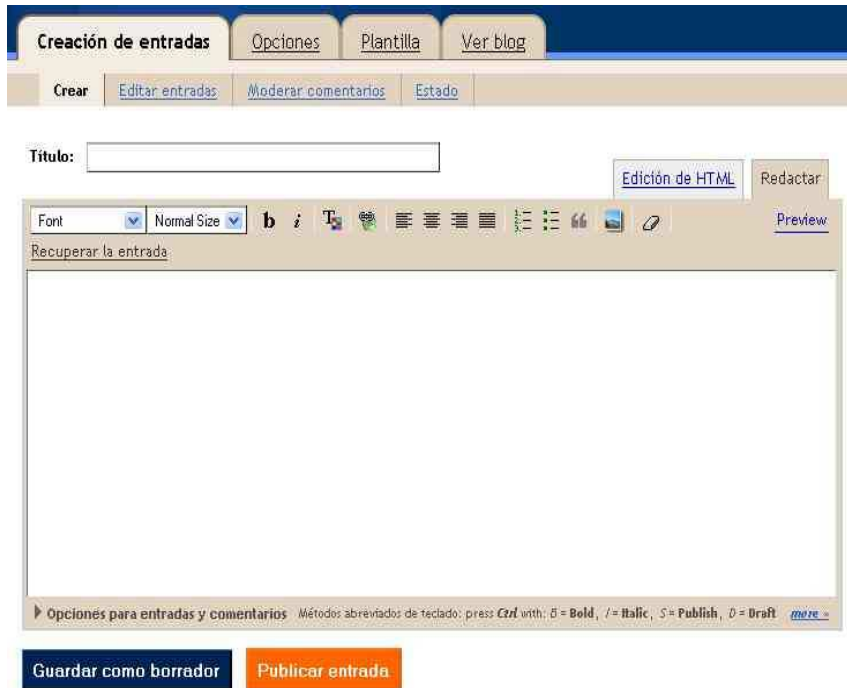 Creación de entradas Opciones Plantilla Ver blog
Crear Editar entradas Moderar comentarios Estado
Título:
Edición de HTML Redactar
Font Normal Size b i T Preview
Recuperar la entrada
Opciones para entradas y comentarios Métodos abreviados de teclado: press Ctrl with: B = Bold, I = Italic, S = Publish, D = Draft more »
Guardar como borrador Publicar entrada